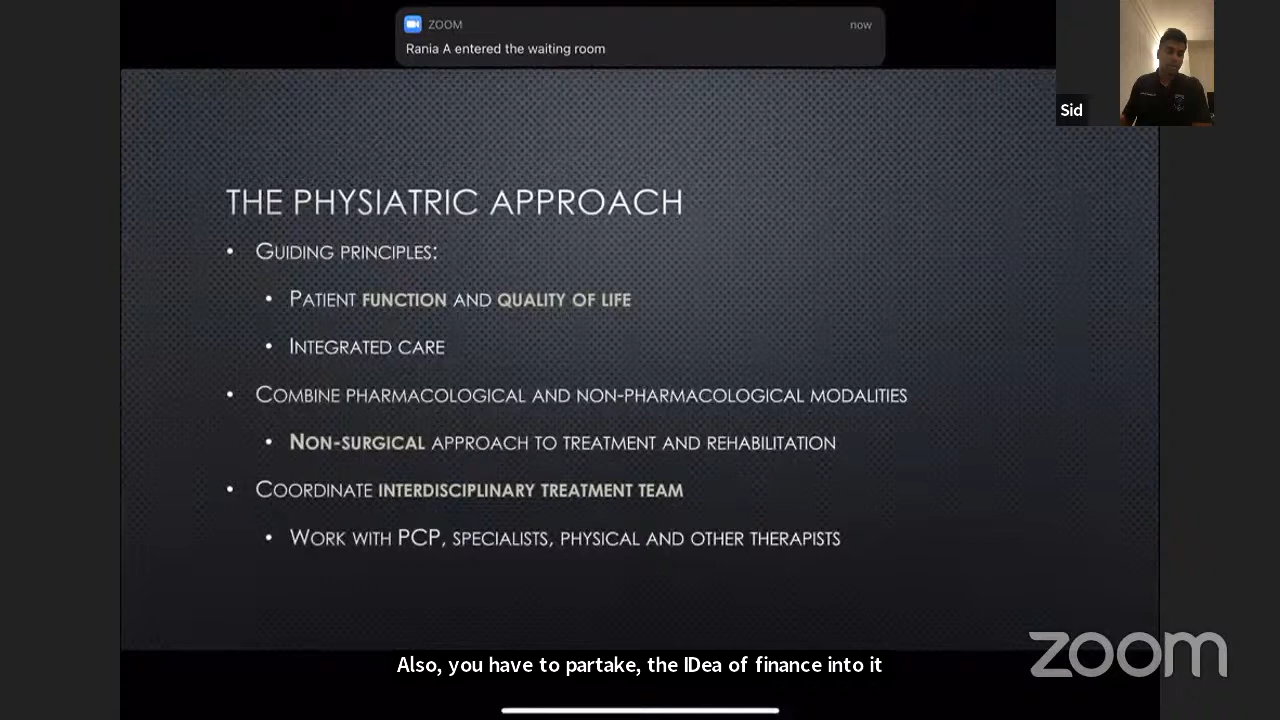 ZOOM
now
Rania A entered the waiting room
Sid
THE PHYSIATRIC APPROACH
• GUIDING PRINCIPLES:
• PATIENT FUNCTION AND QUALITY OF LIFE
• INTEGRATED CARE
• COMBINE PHARMACOLOGICAL AND NON-PHARMACOLOGICAL MODALITIES
• NON-SURGICAL APPROACH TO TREATMENT AND REHABILITATION
• COORDINATE INTERDISCIPLINARY TREATMENT TEAM
• WORK WITH PCP, SPECIALISTS, PHYSICAL AND OTHER THERAPISTS
Also, you have to partake, the IDea of finance into it
zoom